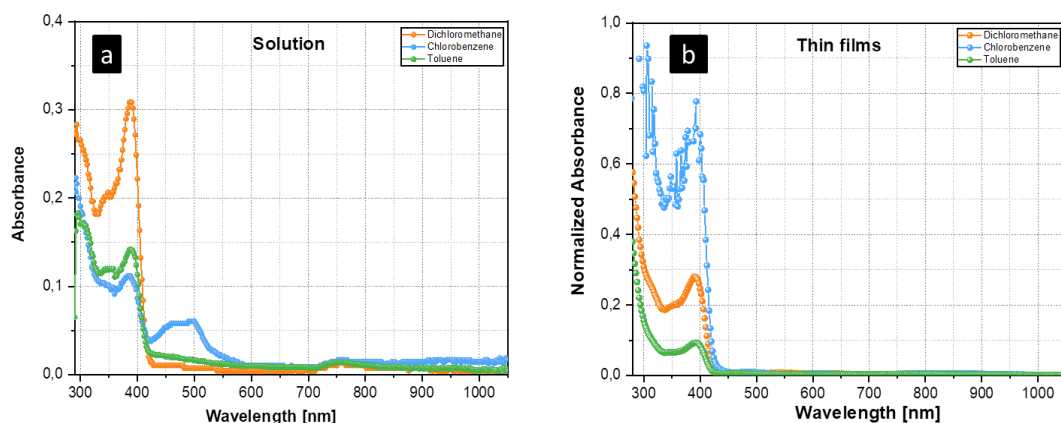 a
Solution
Dichloromethane
Chlorobenzene
Toluene
Absorbance
0,4
0,3
0,2
0,1
0,0
300 400 500 600 700 800 900 1000
Wavelength [nm]
b
Thin films
Dichloromethane
Chlorobenzene
Toluene
Normalized Absorbance
1,0
0,8
0,6
0,4
0,2
0,0
300 400 500 600 700 800 900 1000
Wavelength [nm]